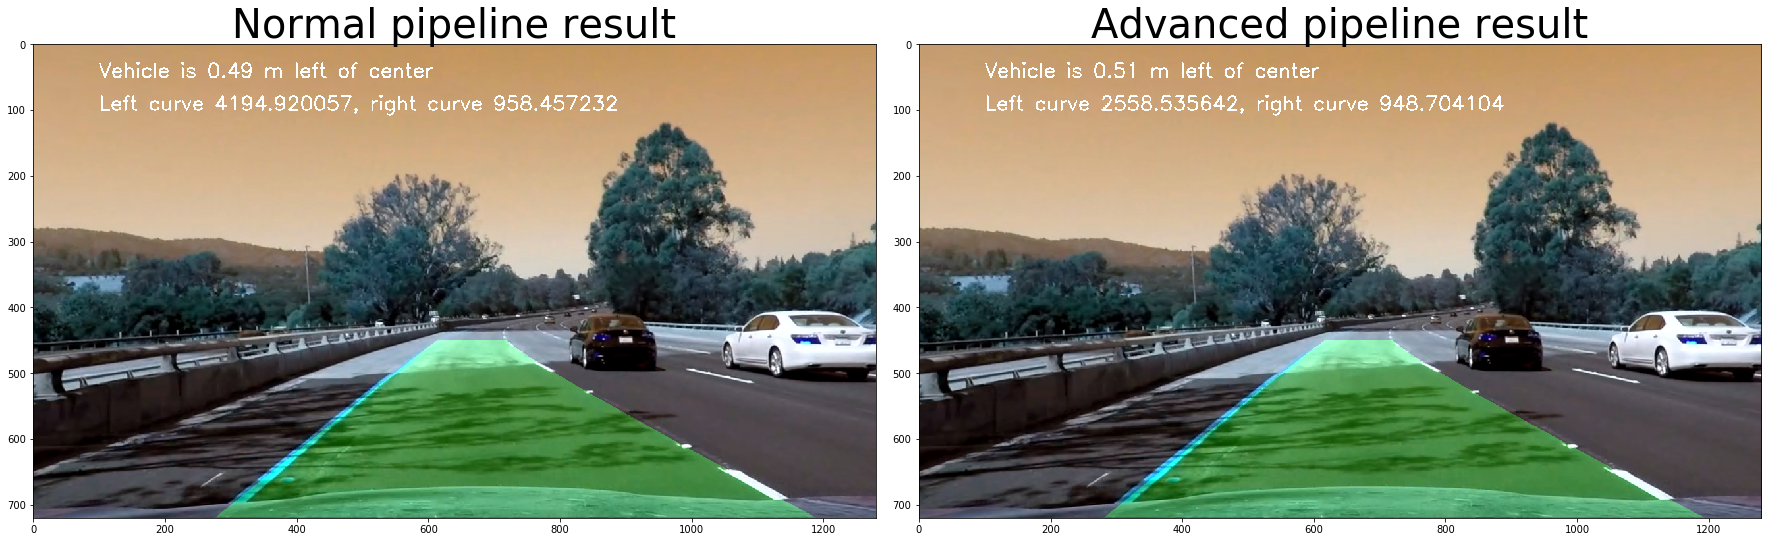 Normal pipeline result
Vehicle is 0.49 m left of center
Left curve 4194.920057, right curve 958.457232
0
100
200
300
400
500
600
700
0 200 400 600 800 1000 1200
Advanced pipeline result
Vehicle is 0.51 m left of center
Left curve 2558.535642, right curve 948.704104
0
100
200
300
400
500
600
700
0 200 400 600 800 1000 1200